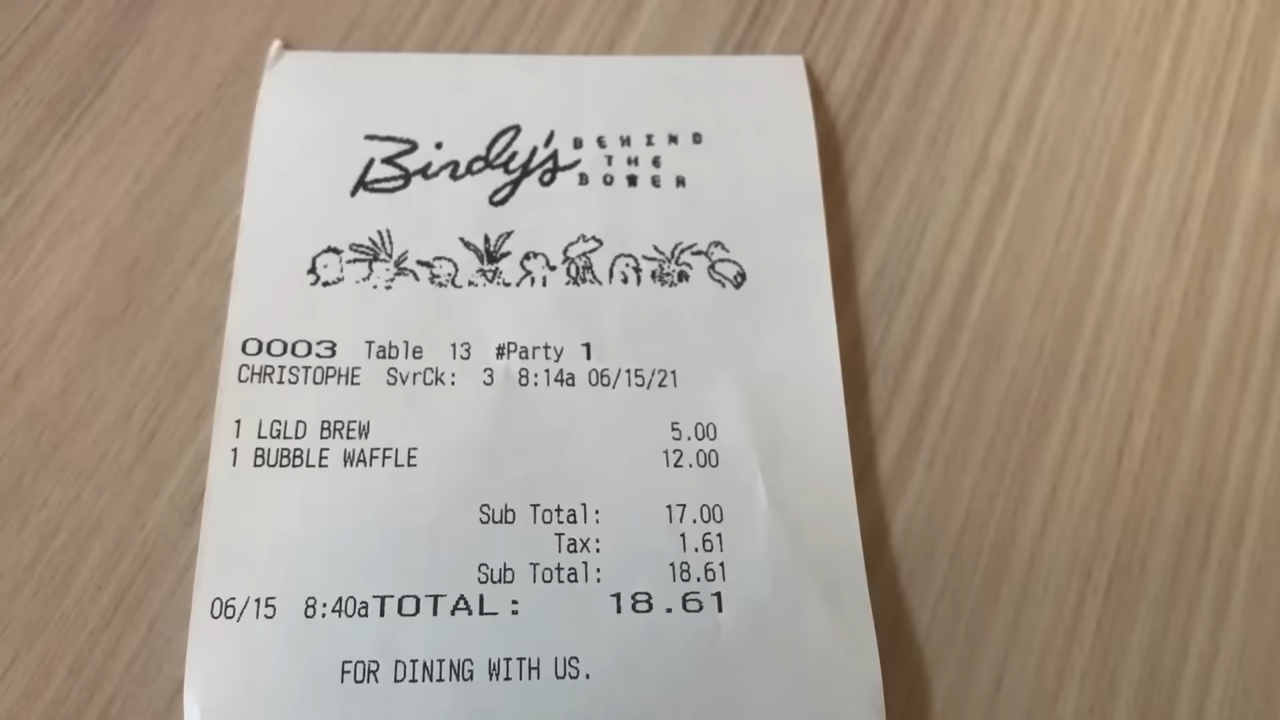 Birdy's BEHIND
THE
BOWER
0003 Table 13 #Party 1
CHRISTOPHE SvrCk: 3 8:14a 06/15/21
1 LGLD BREW 5.00
1 BUBBLE WAFFLE 12.00
Sub Total: 17.00
Tax: 1.61
Sub Total: 18.61
06/15 8:40aTOTAL: 18.61
FOR DINING WITH US.